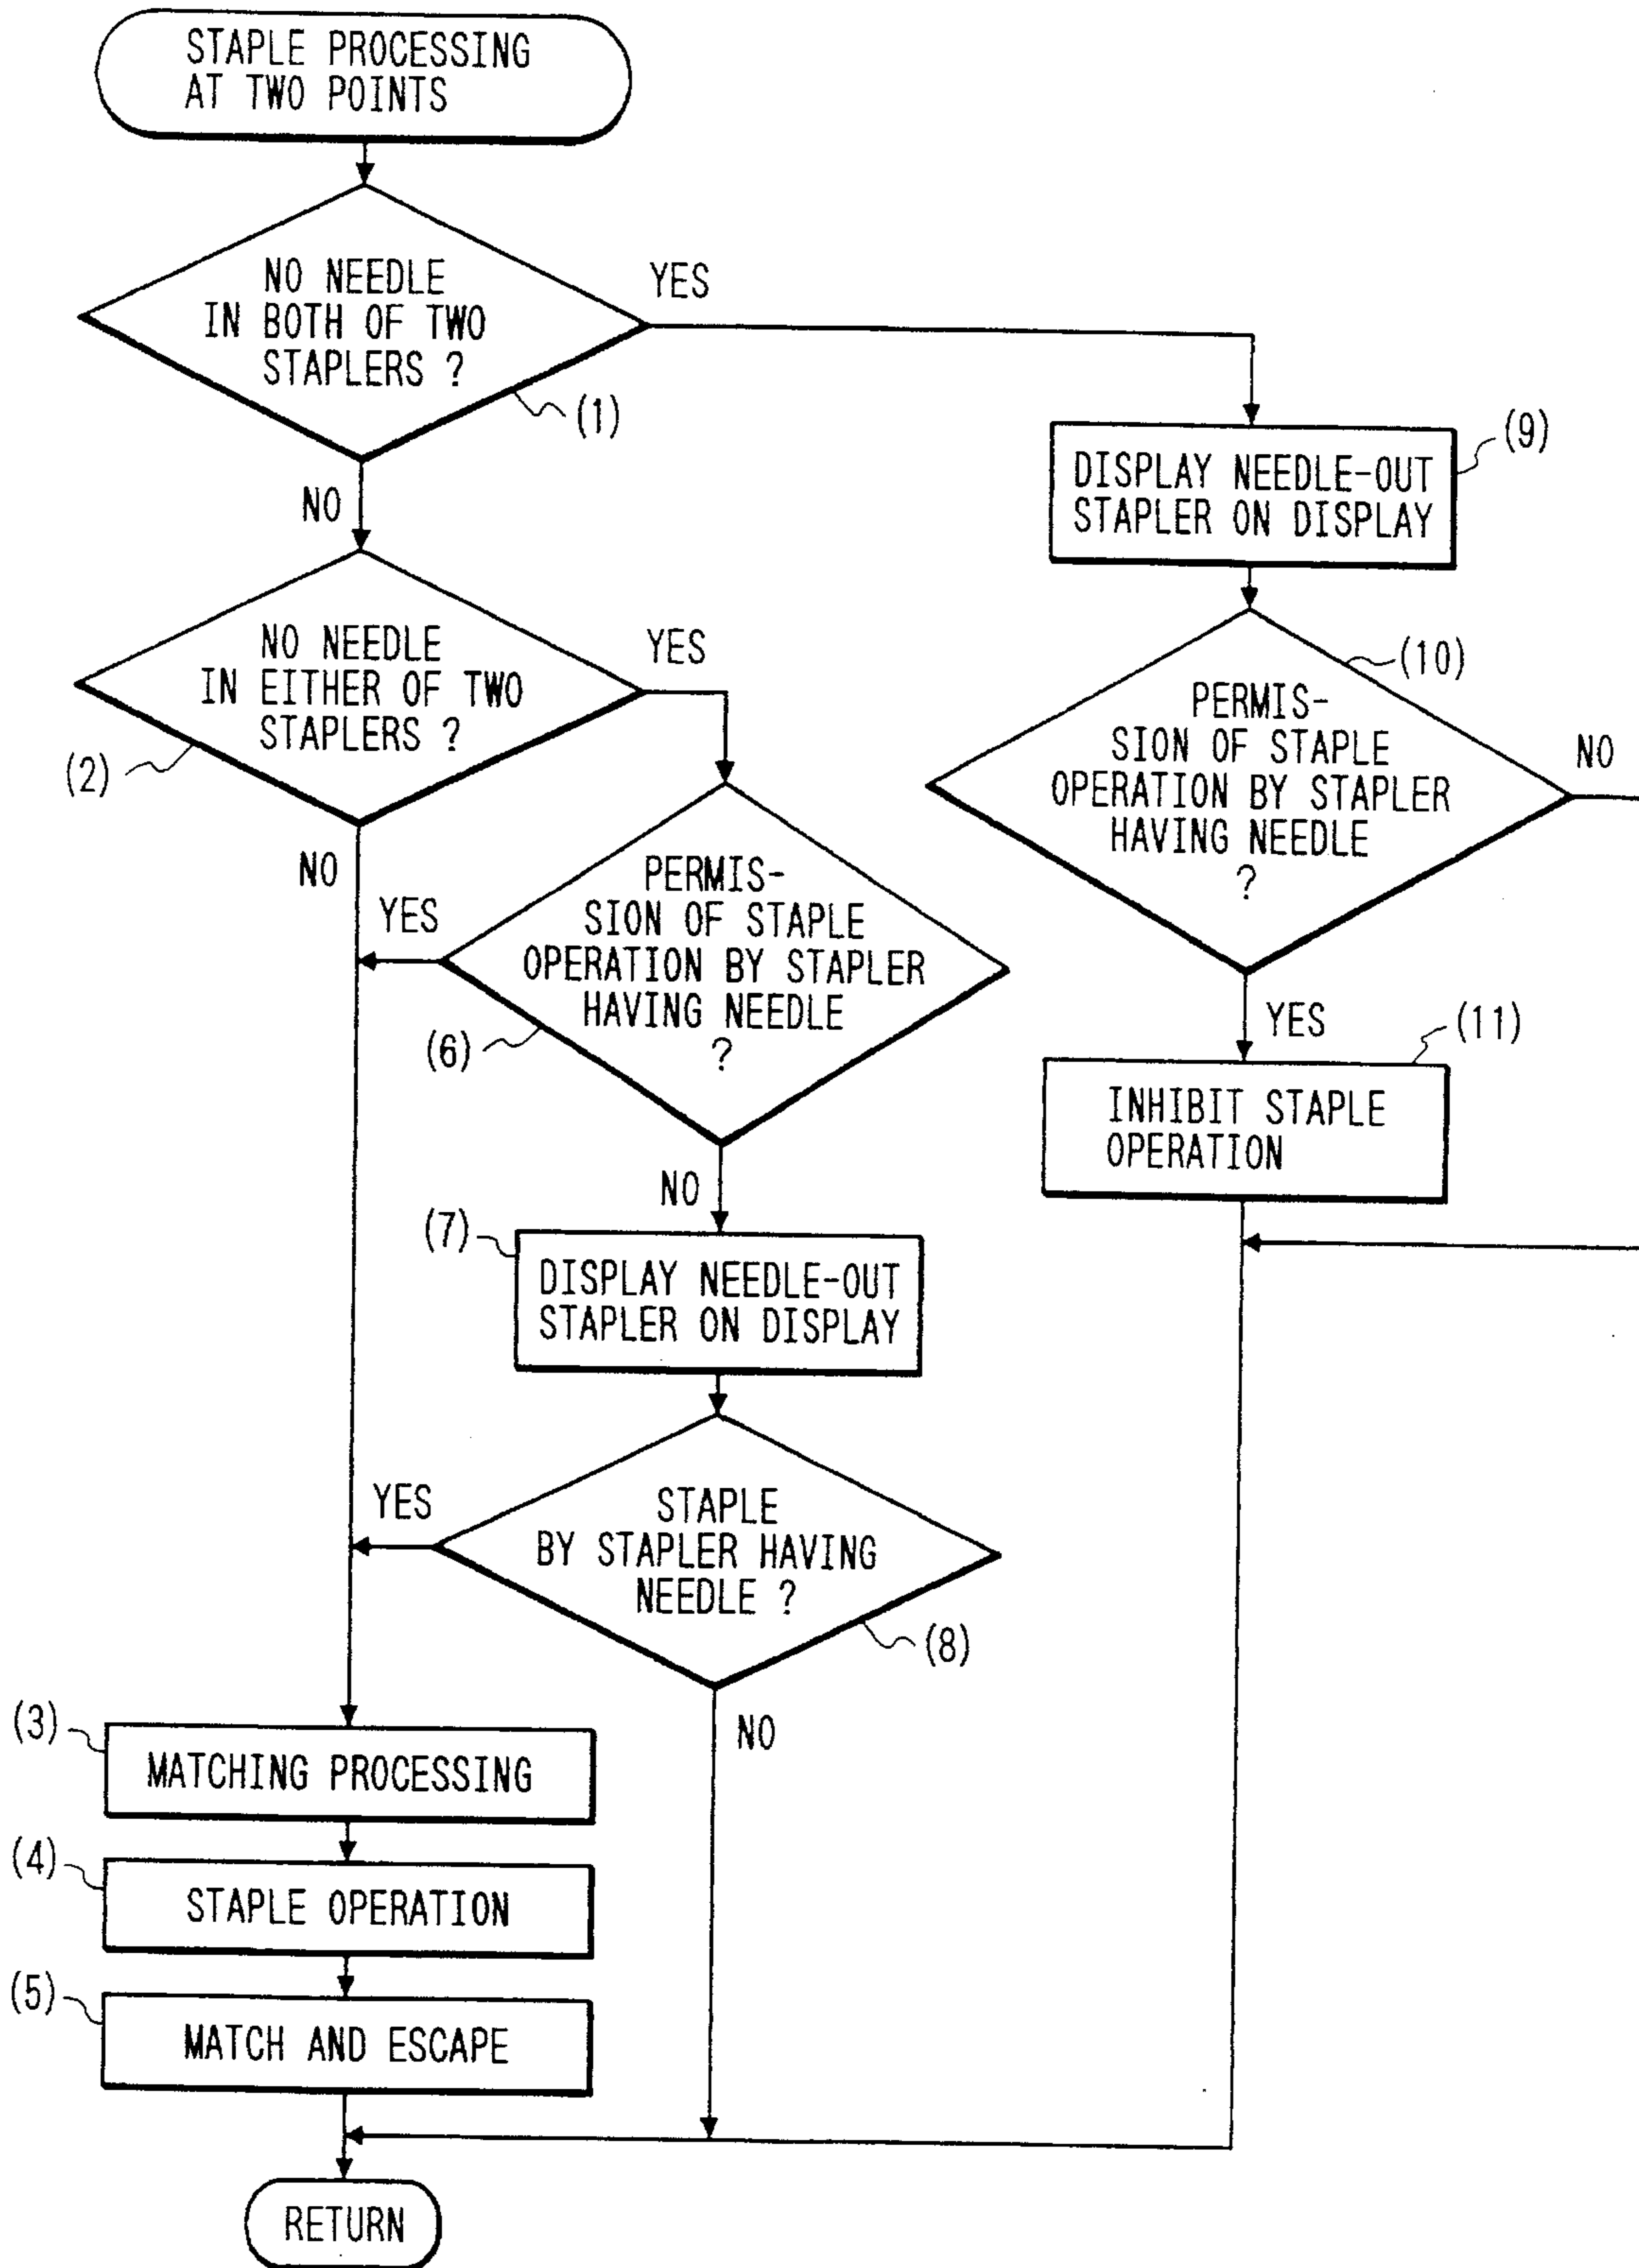 STAPLE PROCESSING
AT TWO POINTS
NO NEEDLE
IN BOTH OF TWO
STAPLERS ?
YES
(1)
NO
(9)
DISPLAY NEEDLE-OUT
STAPLER ON DISPLAY
NO NEEDLE
IN EITHER OF TWO
STAPLERS ?
YES
(2)
NO
(10)
PERMIS-
SION OF STAPLE
OPERATION BY STAPLER
HAVING NEEDLE
?
NO
YES
PERMIS-
SION OF STAPLE
OPERATION BY STAPLER
HAVING NEEDLE
?
YES
(6)
NO
(11)
INHIBIT STAPLE
OPERATION
(7)
DISPLAY NEEDLE-OUT
STAPLER ON DISPLAY
STAPLE
BY STAPLER HAVING
NEEDLE ?
YES
(8)
NO
(3)
MATCHING PROCESSING
(4)
STAPLE OPERATION
(5)
MATCH AND ESCAPE
RETURN